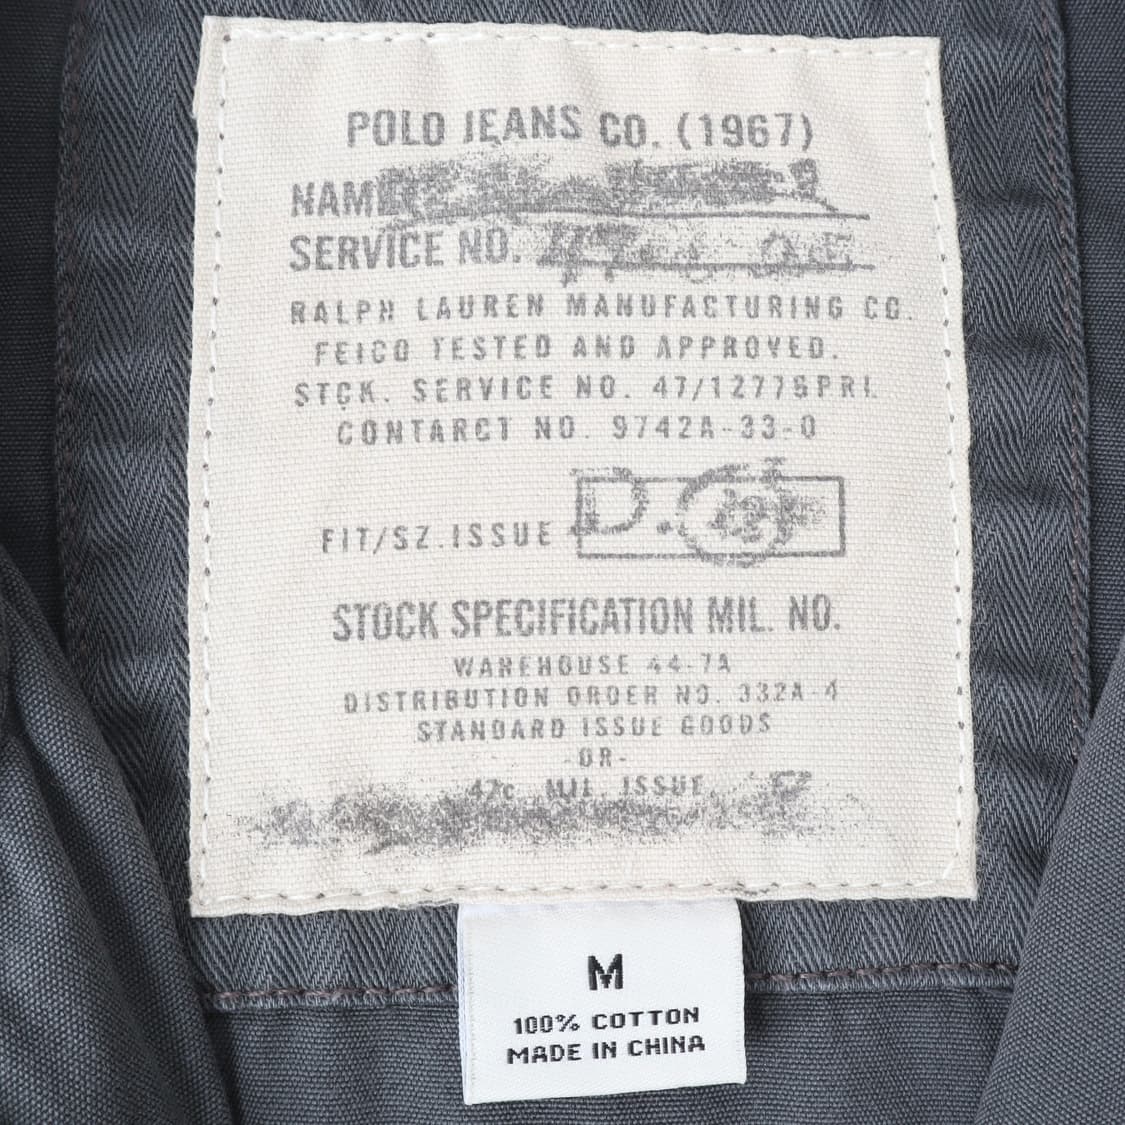 POLO JEANS CO. (1967)
NAME
SERVICE NO.
RALPH LAUREN MANUFACTURING CO.
FEICO TESTED AND APPROVED.
STCK. SERVICE NO. 47/12776PRL
CONTARCT NO. 9742A-33-0
FIT/SZ.ISSUE D.
STOCK SPECIFICATION MIL. NO.
WAREHOUSE 44-7A
DISTRIBUTION ORDER NO. 332A-4
STANDARD ISSUE GOODS
-OR-
47c MIL. ISSUE.
M
100% COTTON
MADE IN CHINA